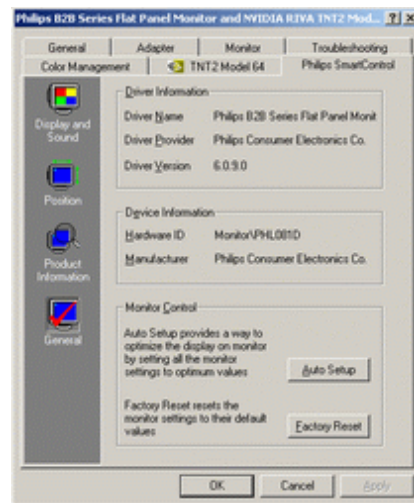 Philips B2B Series Flat Panel Monitor and NVIDIA RIVA TNT2 Mod...
General Adapter Monitor Troubleshooting
Color Management TNT2 Model 64 Philips SmartControl
Display and
Sound
Position
Product
Information
General
Driver Information
Driver Name Philips B2B Series Flat Panel Monit
Driver Provider Philips Consumer Electronics Co.
Driver Version 6.0.9.0
Device Information
Hardware ID Monitor\PHL081D
Manufacturer Philips Consumer Electronics Co.
Monitor Control
Auto Setup provides a way to
optimize the display on monitor
by setting all the monitor
settings to optimum values
Auto Setup
Factory Reset resets the
monitor settings to their default
values
Factory Reset
OK Cancel Apply